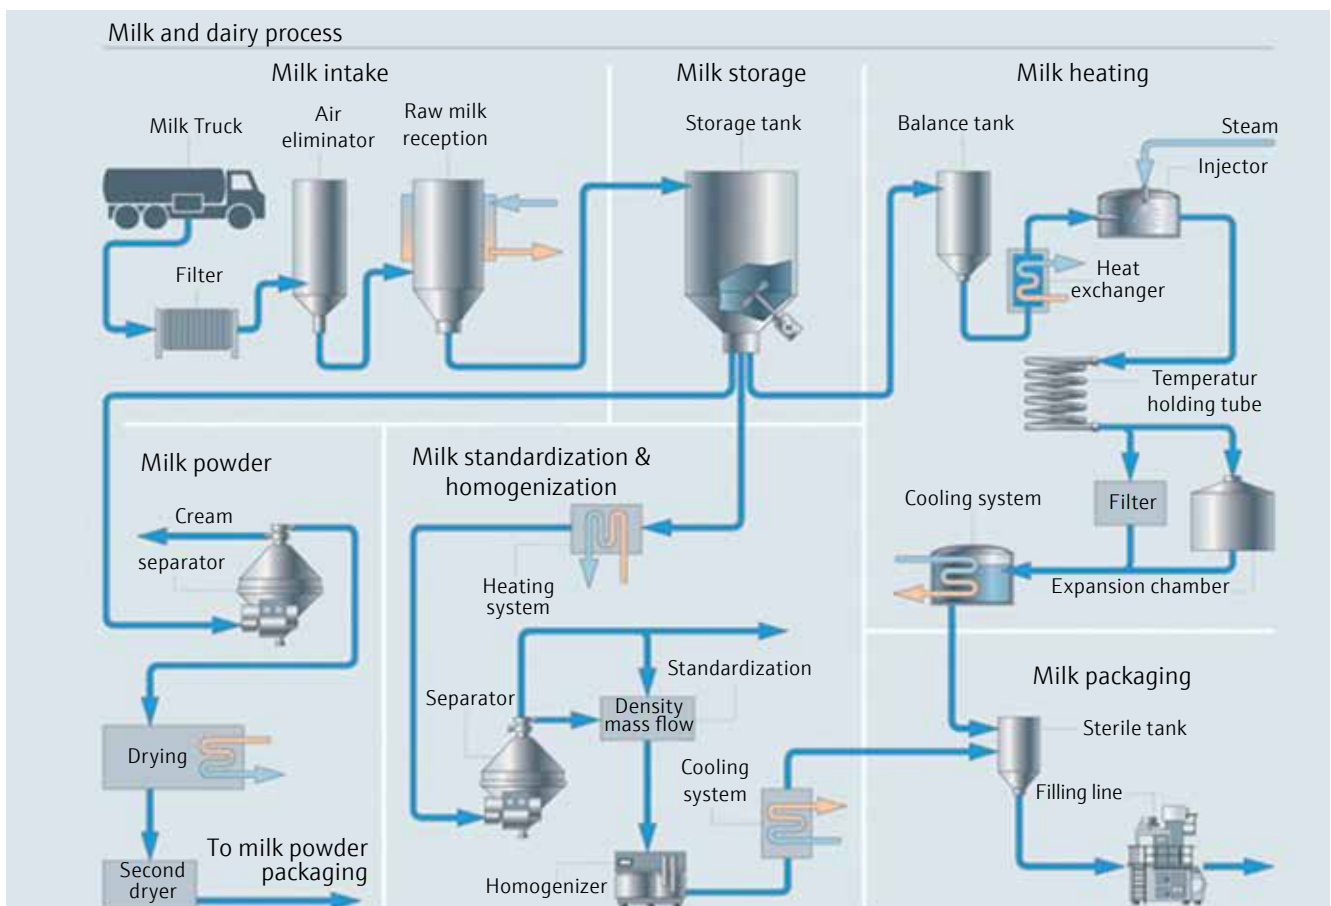 Milk and dairy process
Milk intake
Milk storage
Milk heating
Milk Truck
Air
eliminator
Raw milk
reception
Storage tank
Balance tank
Steam
Injector
Filter
Heat
exchanger
Temperatur
holding tube
Milk powder
Milk standardization &
homogenization
Cooling system
Filter
Cream
separator
Heating
system
Expansion chamber
Standardization
Milk packaging
Separator
Density
mass flow
Sterile tank
Drying
Cooling
system
Filling line
To milk powder
packaging
Second
dryer
Homogenizer